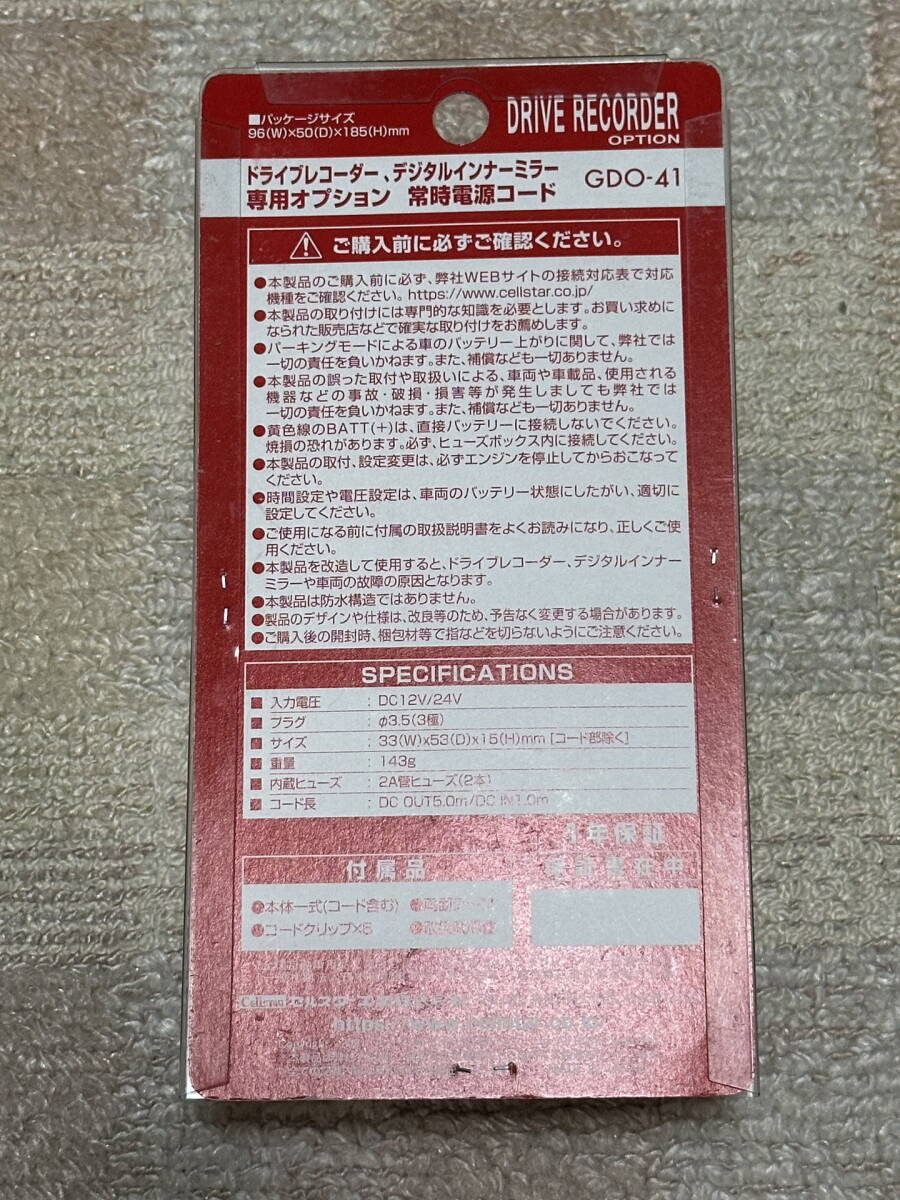 ■パッケージサイズ
96(W)×50(D)×185(H)mm
DRIVE RECORDER
OPTION
ドライブレコーダー、デジタルインナーミラー
専用オプション 常時電源コード
GDO-41
ご購入前に必ずご確認ください。
●本製品のご購入前に必ず、弊社WEBサイトの接続対応表で対応
機種をご確認ください。https://www.cellstar.co.jp/
●本製品の取り付けには専門的な知識を必要とします。お買い求めに
なられた販売店などで確実な取り付けをお薦めします。
●パーキングモードによる車のバッテリー上がりに関して、弊社では
一切の責任を負いかねます。また、補償なども一切ありません。
●本製品の誤った取付や取扱いによる、車両や車載品、使用される
機器などの事故・破損・損害等が発生しましても弊社では
一切の責任を負いかねます。また、補償なども一切ありません。
●黄色線のBATT(+)は、直接バッテリーに接続しないでください。
焼損の恐れがあります。必ず、ヒューズボックス内に接続してください。
●本製品の取付、設定変更は、必ずエンジンを停止してからおこなって
ください。
●時間設定や電圧設定は、車両のバッテリー状態にしたがい、適切に
設定してください。
●ご使用になる前に付属の取扱説明書をよくお読みになり、正しくご使
用ください。
●本製品を改造して使用すると、ドライブレコーダー、デジタルインナー
ミラーや車両の故障の原因となります。
●本製品は防水構造ではありません。
●製品のデザインや仕様は、改良等のため、予告なく変更する場合があります。
●ご購入後の開封時、梱包材等で指などを切らないようにご注意ください。
SPECIFICATIONS
■ 入力電圧 : DC12V/24V
■ プラグ : φ3.5(3極)
■ サイズ : 33(W)x53(D)x15(H)mm [コード部除く]
■ 重量 : 143g
■ 内蔵ヒューズ : 2A管ヒューズ(2本)
■ コード長 : DC OUT5.0m/DC IN1.0m
1年保証
付属品
●本体一式(コード含む)
●コードクリップ×5
Copyright